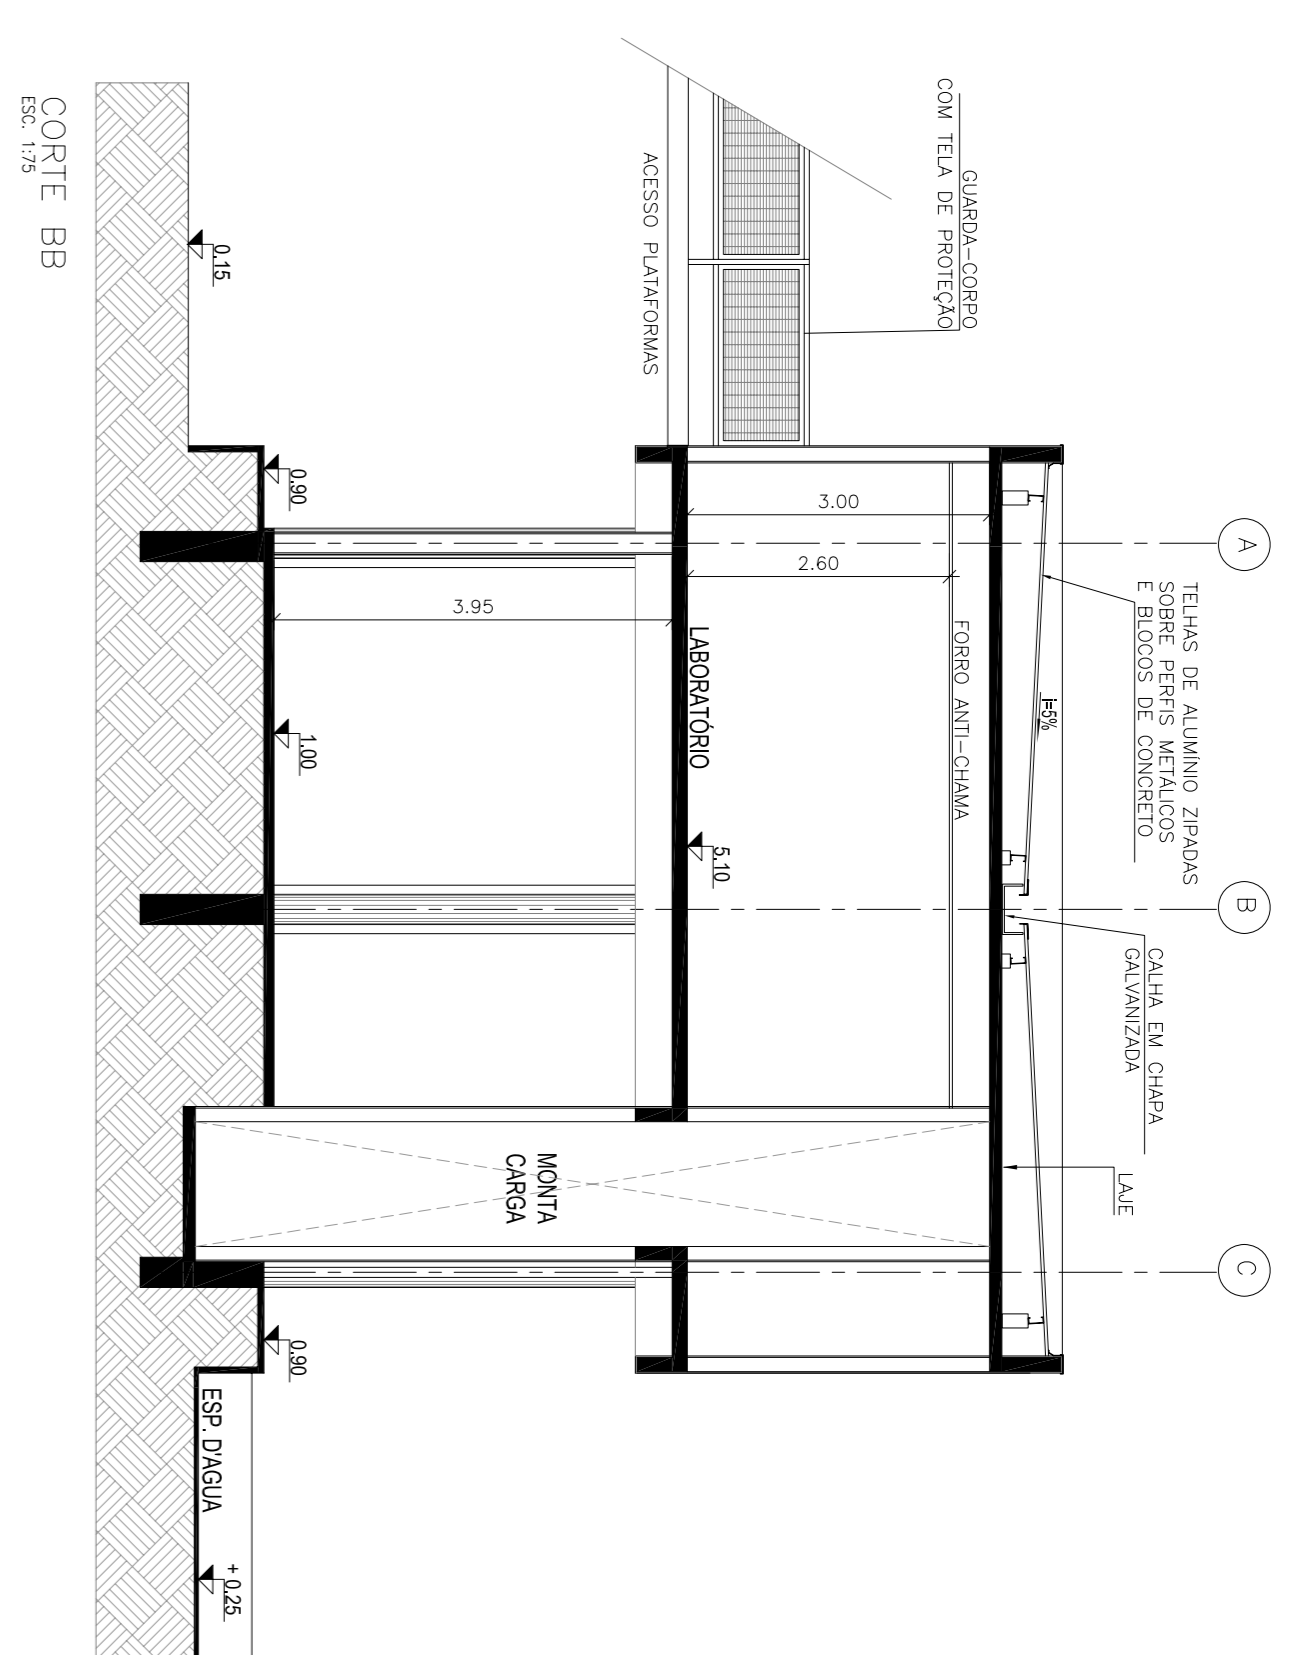 A
B
C
TELHAS DE ALUMÍNIO ZIPADAS
SOBRE PERFIS METÁLICOS
E BLOCOS DE CONCRETO
CALHA EM CHAPA
GALVANIZADA
LAJE
i=5%
GUARDA-CORPO
COM TELA DE PROTEÇÃO
FORRO ANTI-CHAMA
3.00
2.60
5,10
LABORATÓRIO
ACESSO PLATAFORMAS
3.95
MONTA
CARGA
1,00
0,90
0,90
0,15
+ 0,25
ESP. D'AGUA
CORTE BB
ESC. 1:75